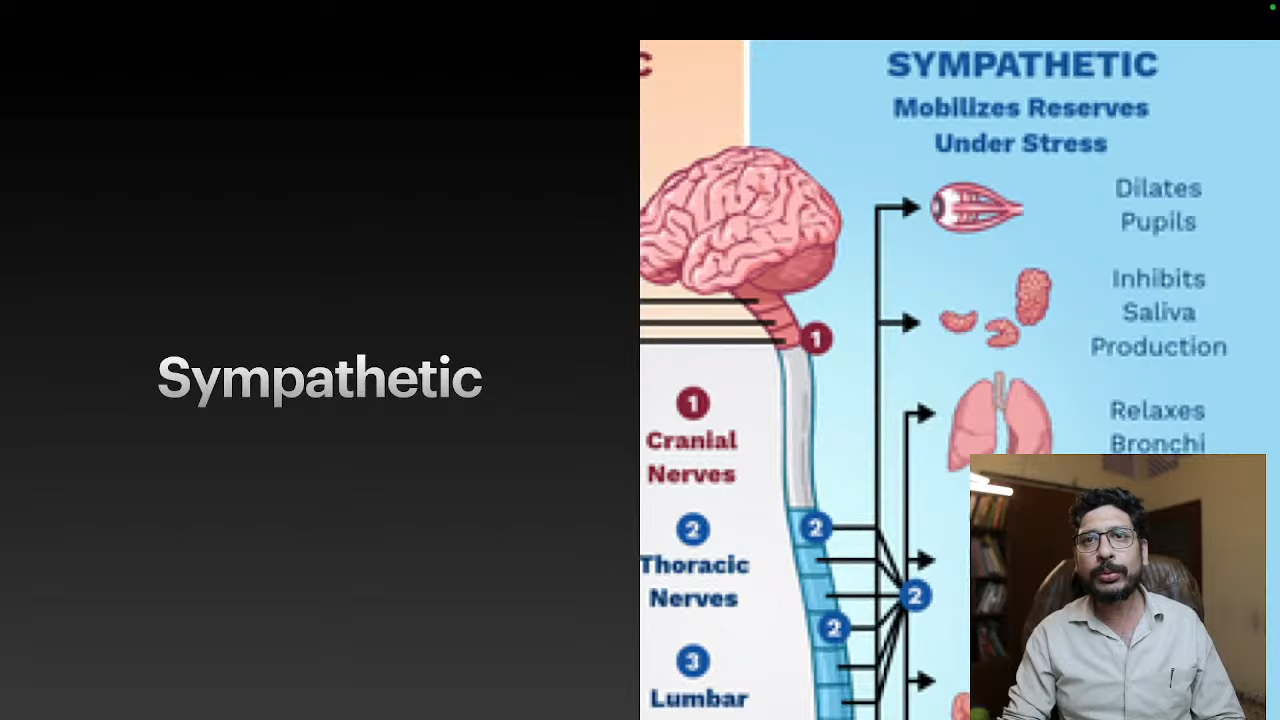 Sympathetic
C
SYMPATHETIC
Mobilizes Reserves
Under Stress
Dilates
Pupils
Inhibits
Saliva
Production
Relaxes
Bronchi
1
1
Cranial
Nerves
2
2
Thoracic
Nerves
2
2
3
Lumbar